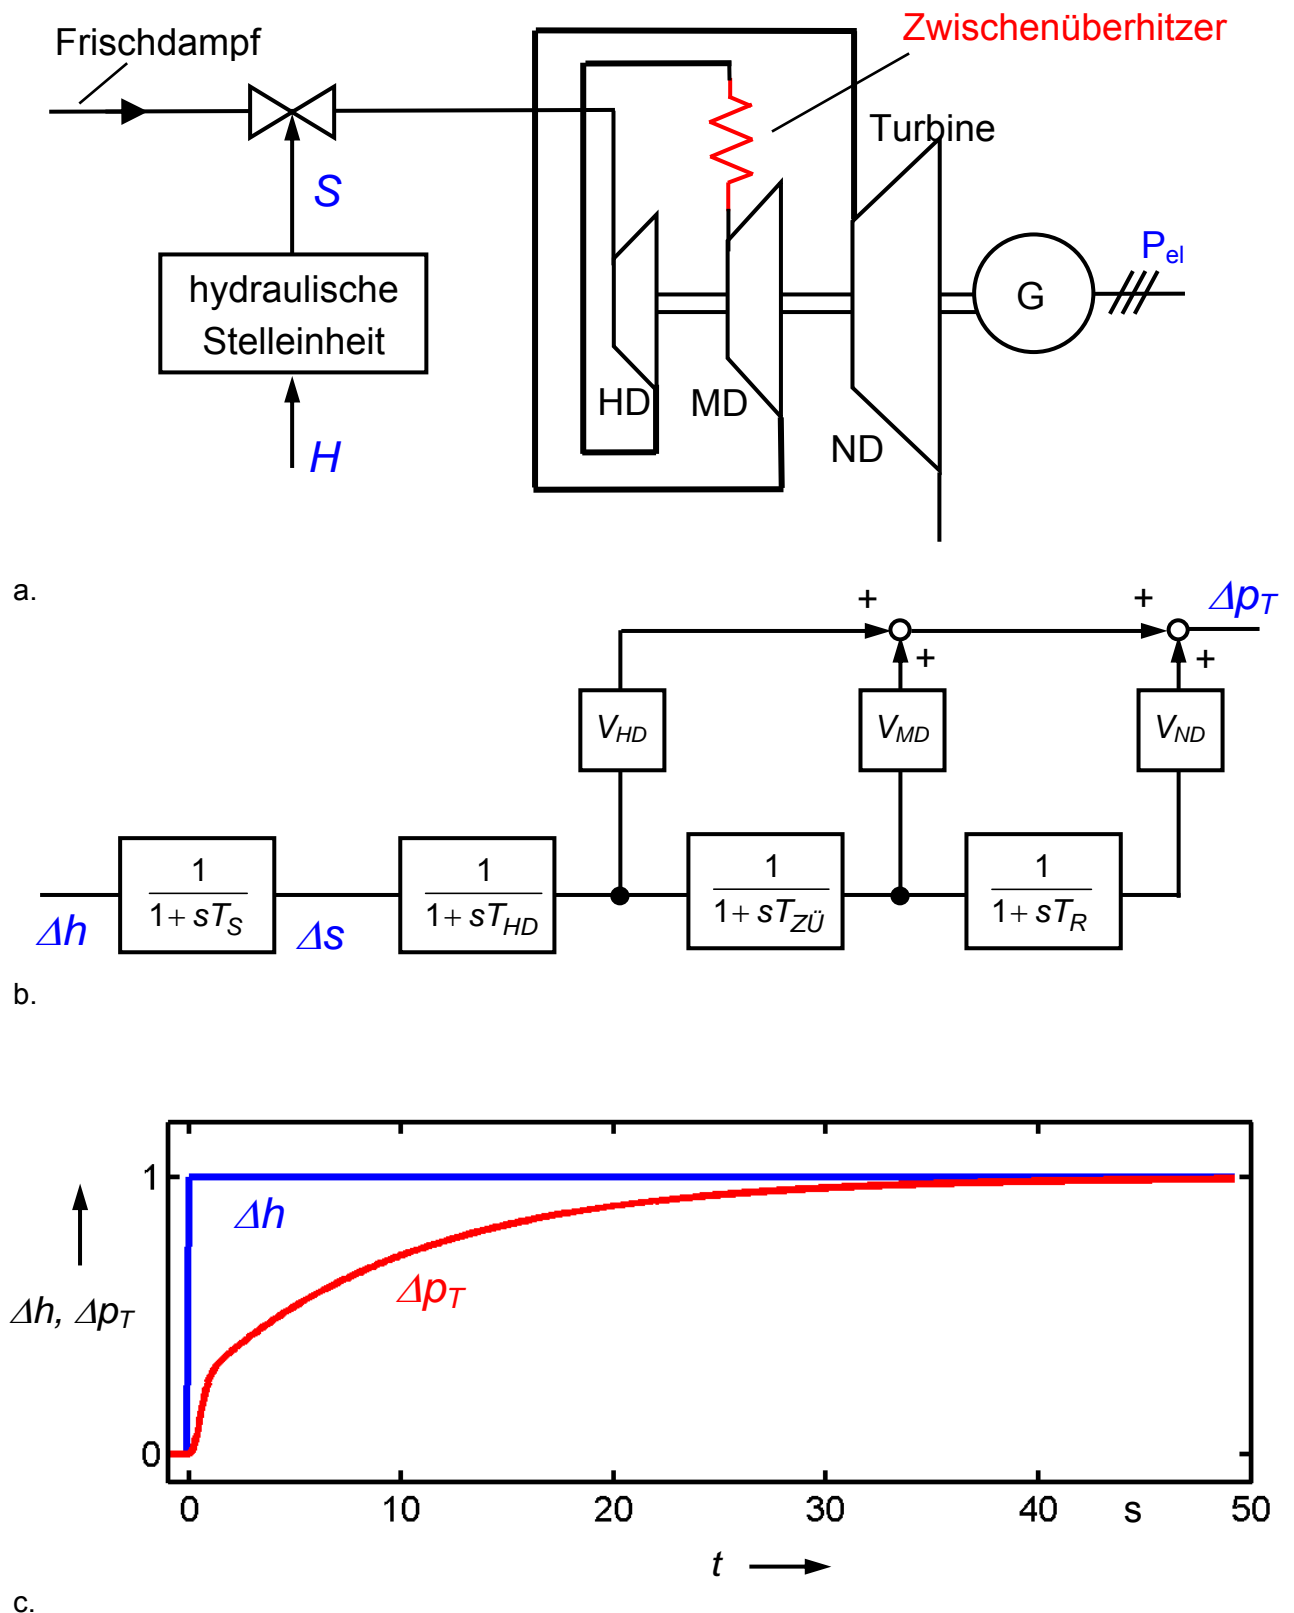 Frischdampf
Zwischenüberhitzer
Turbine
S
hydraulische
Stelleinheit
H
HD
MD
ND
G
P_el
a.
+
+
Δp_T
+
+
V_HD
V_MD
V_ND
1
1 + sT_S
1
1 + sT_HD
1
1 + sT_ZÜ
1
1 + sT_R
Δh
Δs
b.
1
Δh
Δp_T
Δh, Δp_T
0
0 10 20 30 40 s 50
t
c.